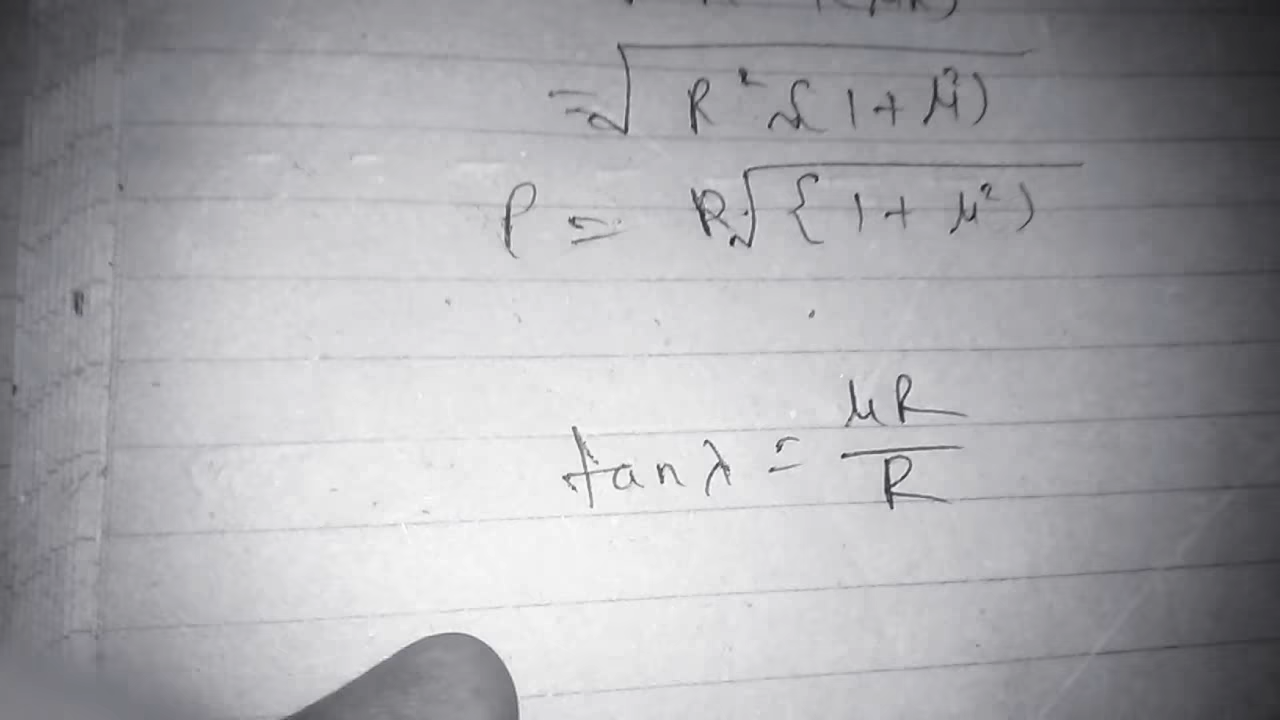 = √R² {1 + μ²)
P = R√{1 + μ²)
tan λ = μR / R